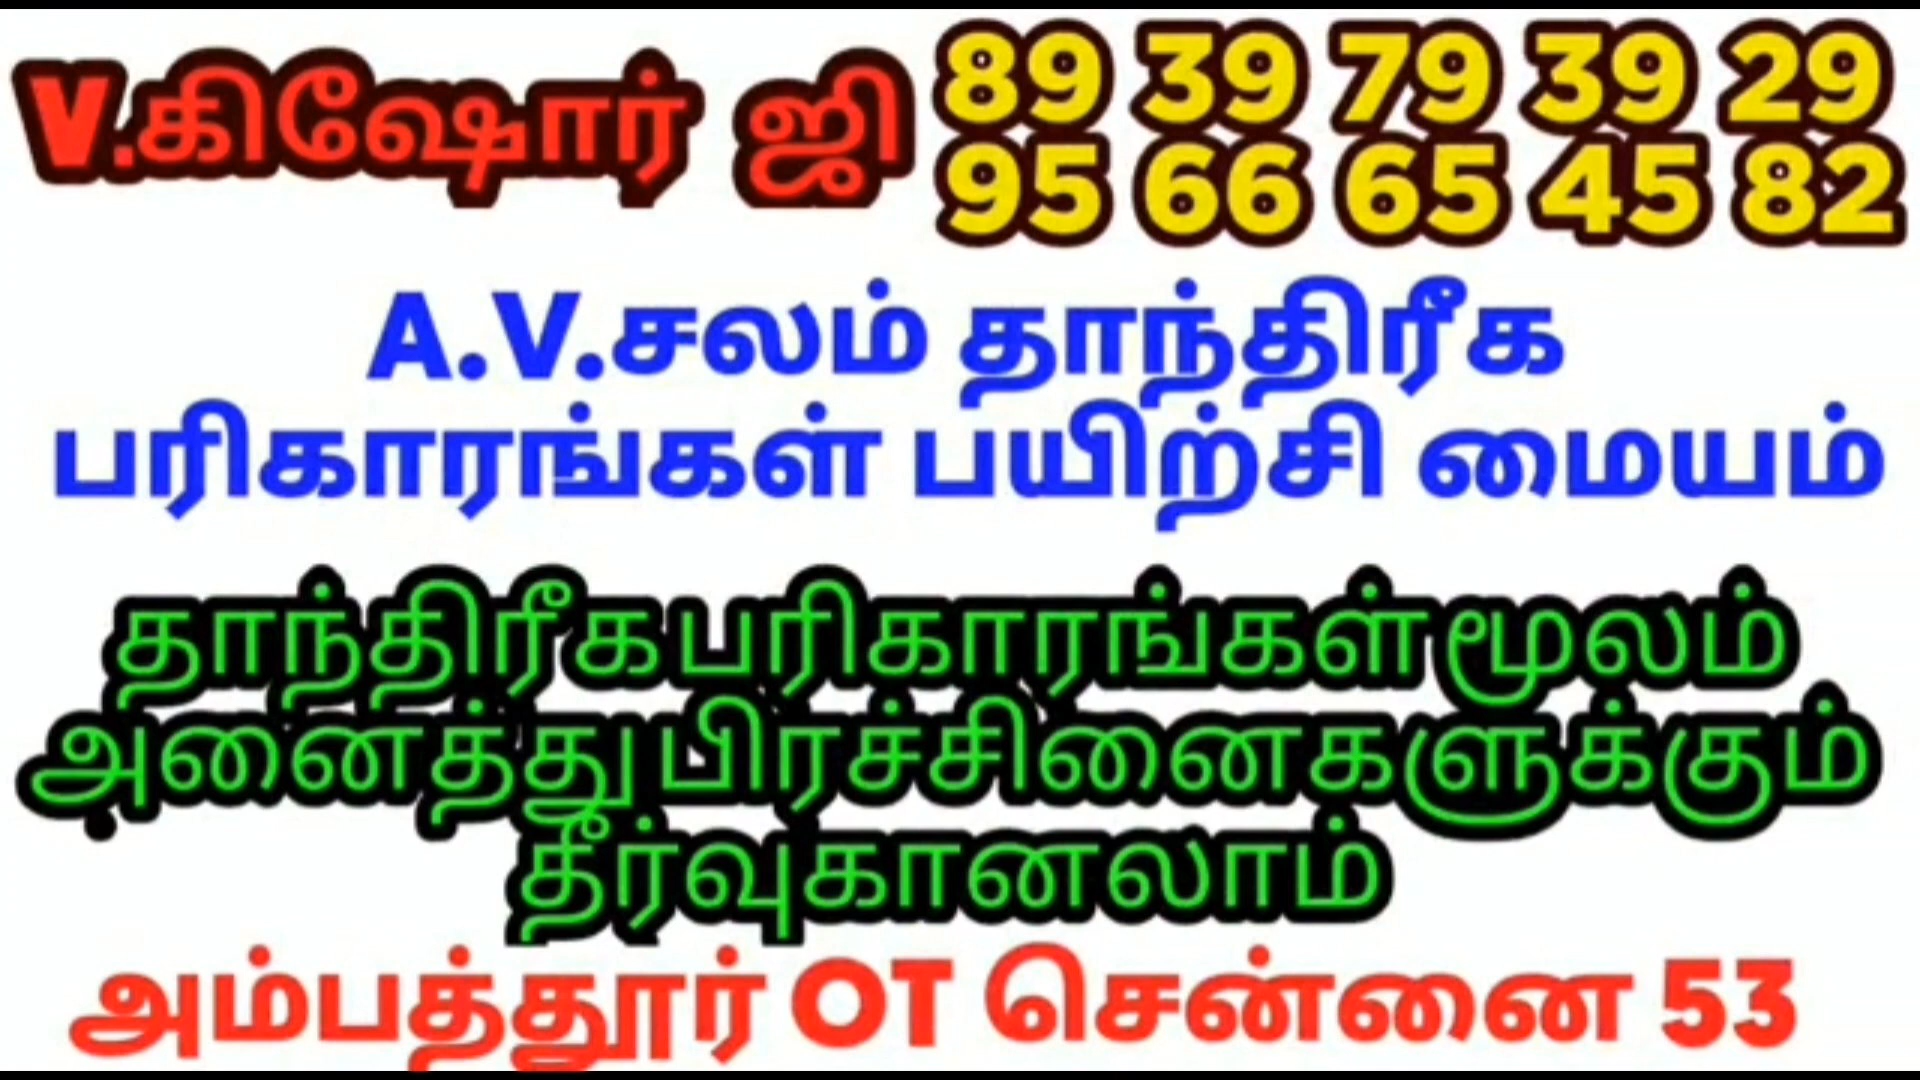 V.கிஷோர் ஜி
89 39 79 39 29
95 66 65 45 82
A.V.சலம் தாந்திரீக
பரிகாரங்கள் பயிற்சி மையம்
தாந்திரீக பரிகாரங்கள் மூலம்
அனைத்து பிரச்சினைகளுக்கும்
தீர்வுகானலாம்
அம்பத்தூர் OT சென்னை 53